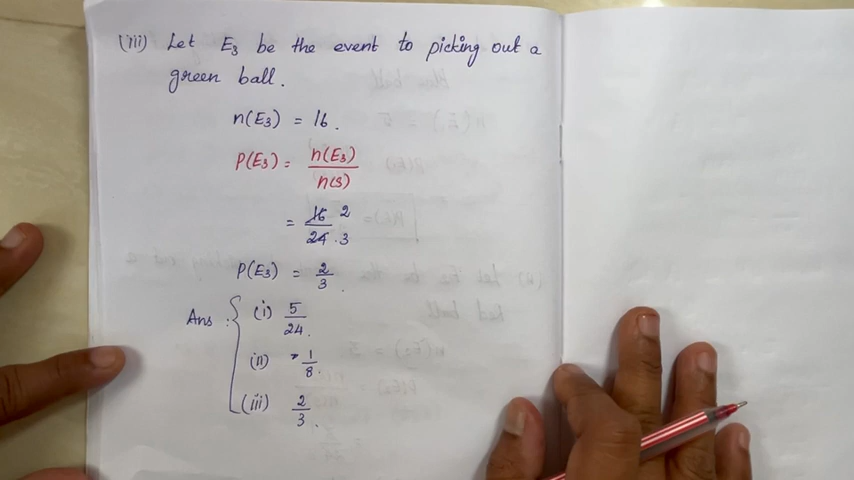 (iii) Let E₃ be the event to picking out a
green ball.
n(E₃) = 16.
P(E₃) = n(E₃)/n(S)
= 16/24 2/3
P(E₃) = 2/3.
Ans : { (i) 5/24.
(ii) 1/8.
(iii) 2/3.